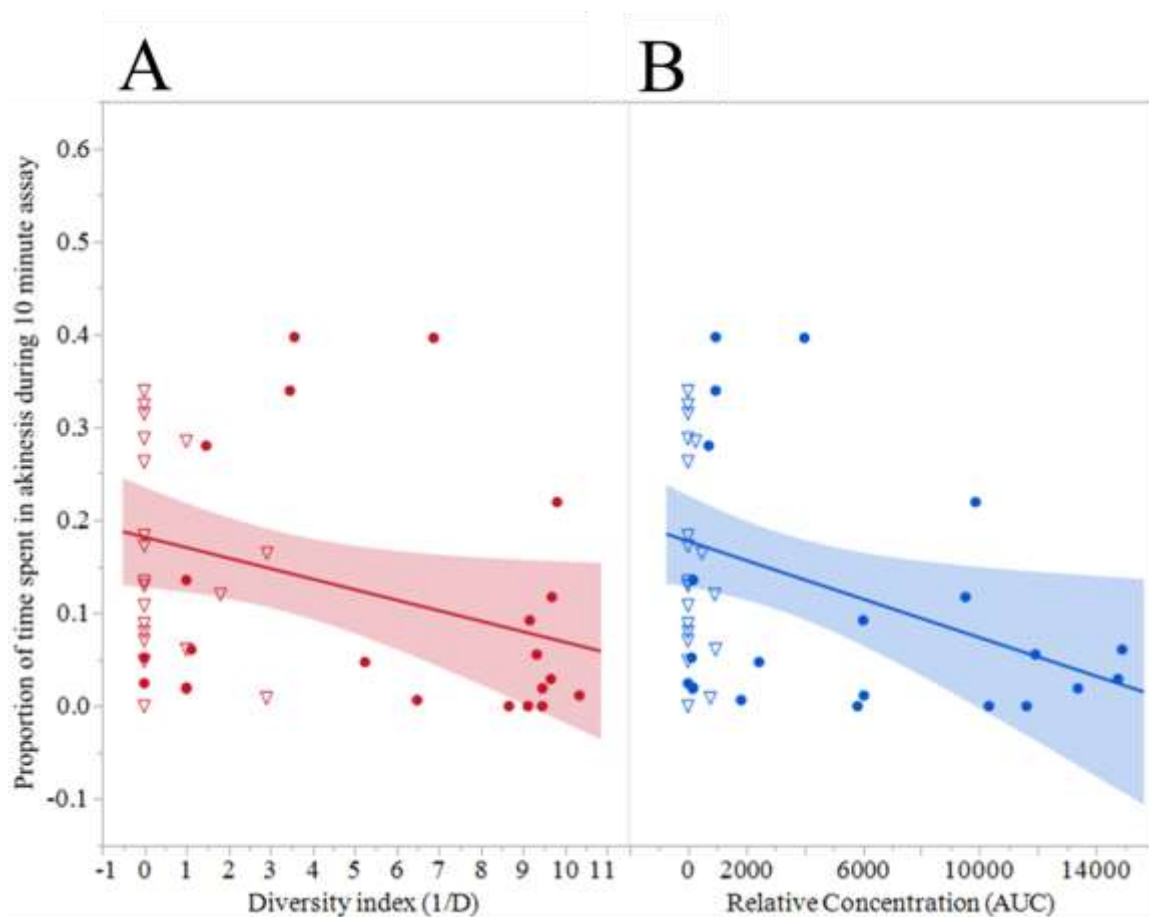 A
B
Proportion of time spent in akinesis during 10 minute assay
0.6
0.5
0.4
0.3
0.2
0.1
0.0
-0.1
-1 0 1 2 3 4 5 6 7 8 9 10 11
0 2000 6000 10000 14000
Diversity index (1/D)
Relative Concentration (AUC)